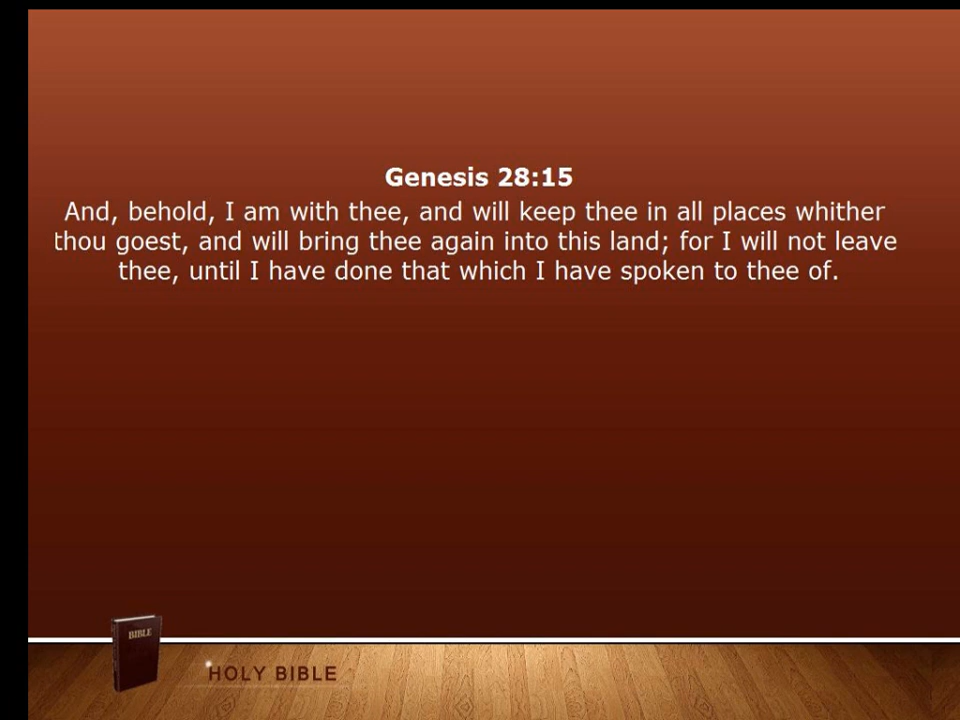 Genesis 28:15
And, behold, I am with thee, and will keep thee in all places whither
thou goest, and will bring thee again into this land; for I will not leave
thee, until I have done that which I have spoken to thee of.
BIBLE
HOLY BIBLE